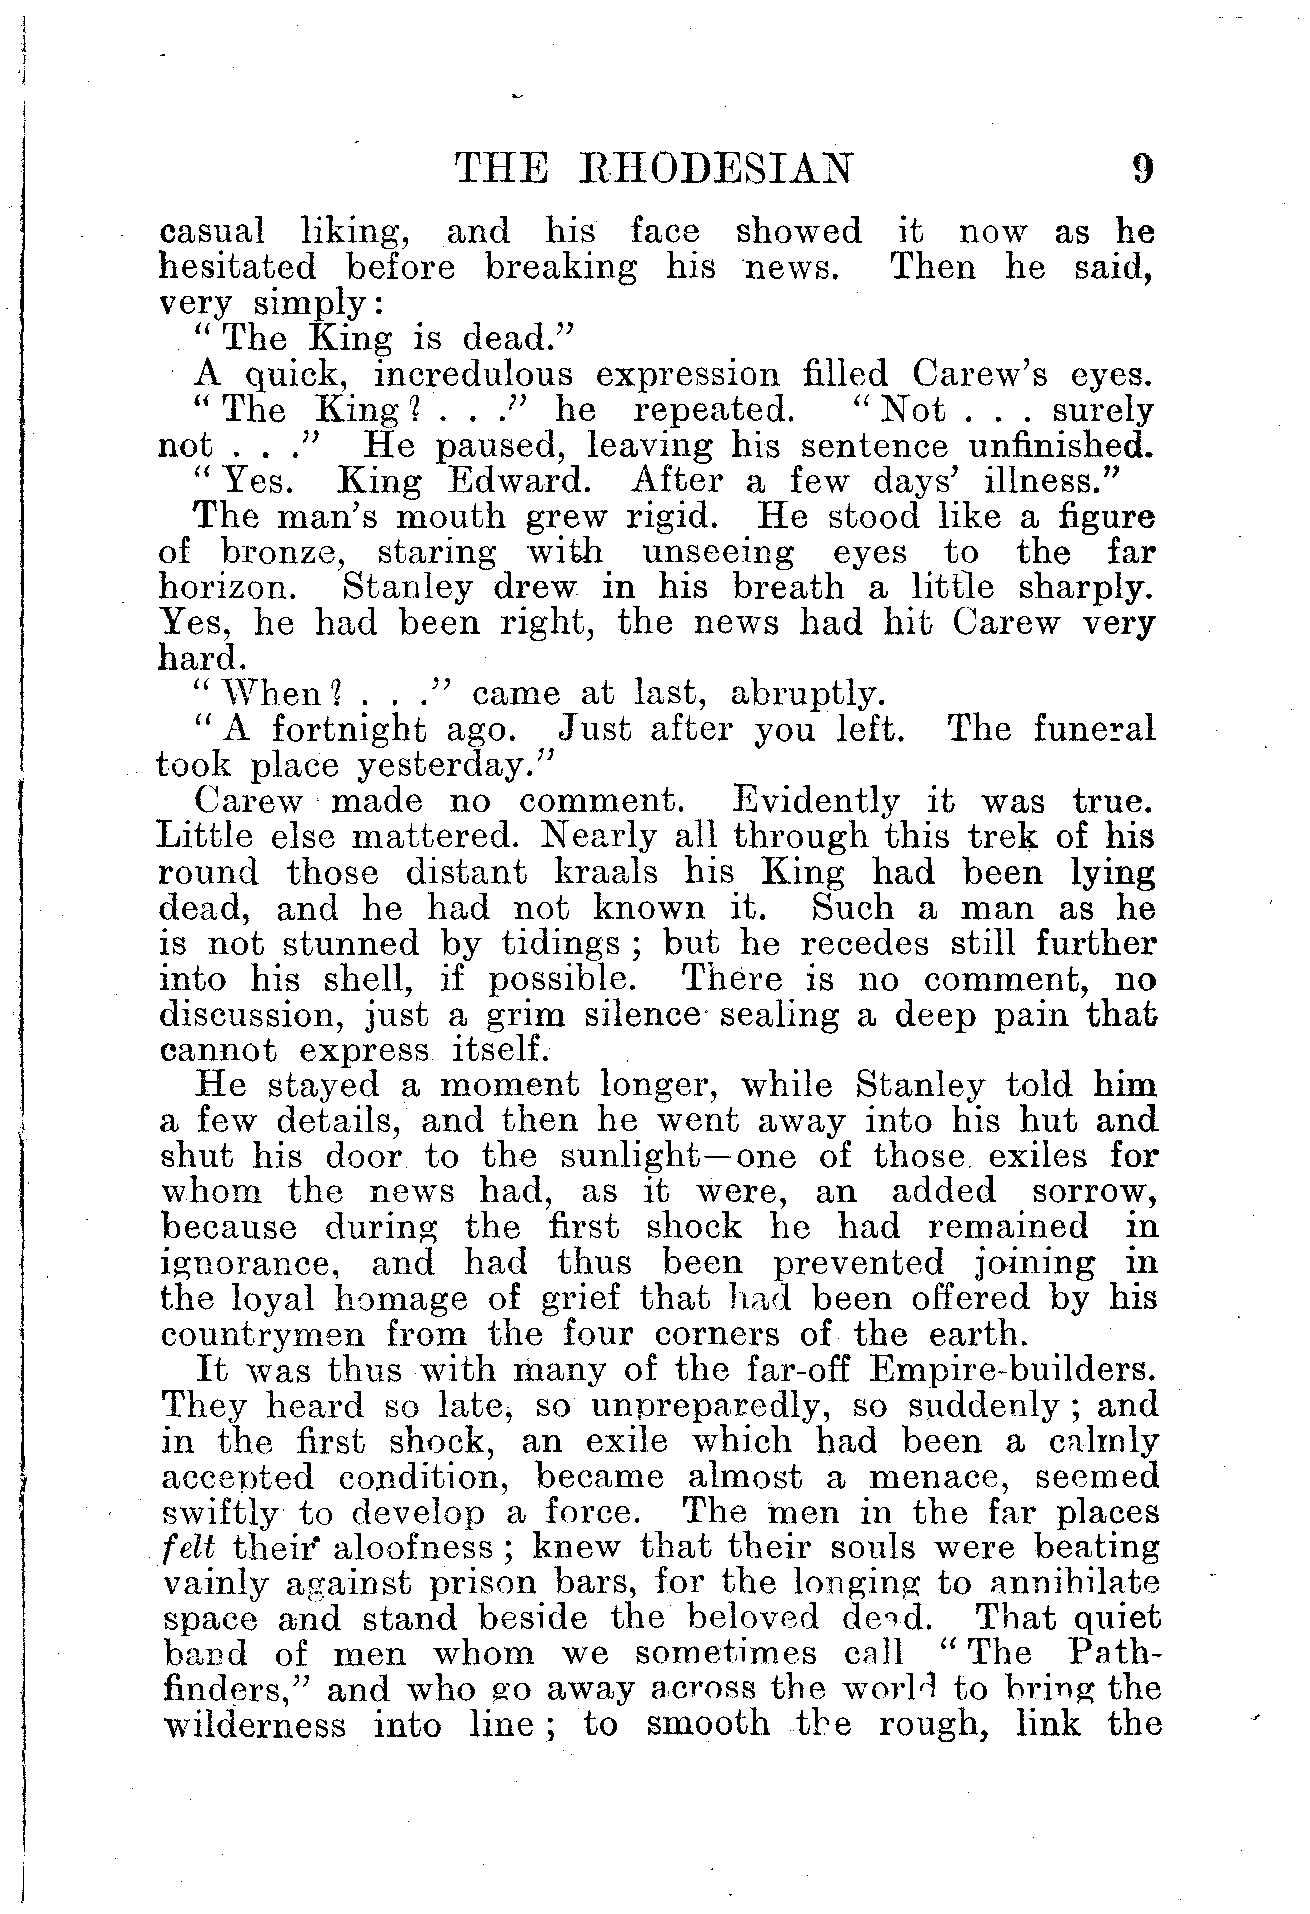 THE RHODESIAN 9
casual liking, and his face showed it now as he
hesitated before breaking his news. Then he said,
very simply:
“The King is dead.”
A quick, incredulous expression filled Carew’s eyes.
“The King? . . .” he repeated. “Not . . . surely
not . . .” He paused, leaving his sentence unfinished.
“Yes. King Edward. After a few days’ illness.”
The man’s mouth grew rigid. He stood like a figure
of bronze, staring with unseeing eyes to the far
horizon. Stanley drew in his breath a little sharply.
Yes, he had been right, the news had hit Carew very
hard.
“When? . . .” came at last, abruptly.
“A fortnight ago. Just after you left. The funeral
took place yesterday.”
Carew made no comment. Evidently it was true.
Little else mattered. Nearly all through this trek of his
round those distant kraals his King had been lying
dead, and he had not known it. Such a man as he
is not stunned by tidings; but he recedes still further
into his shell, if possible. There is no comment, no
discussion, just a grim silence sealing a deep pain that
cannot express itself.
He stayed a moment longer, while Stanley told him
a few details, and then he went away into his hut and
shut his door to the sunlight—one of those exiles for
whom the news had, as it were, an added sorrow,
because during the first shock he had remained in
ignorance, and had thus been prevented joining in
the loyal homage of grief that had been offered by his
countrymen from the four corners of the earth.
It was thus with many of the far-off Empire-builders.
They heard so late, so unpreparedly, so suddenly; and
in the first shock, an exile which had been a calmly
accepted condition, became almost a menace, seemed
swiftly to develop a force. The men in the far places
felt their aloofness; knew that their souls were beating
vainly against prison bars, for the longing to annihilate
space and stand beside the beloved dead. That quiet
band of men whom we sometimes call “The Path-
finders,” and who go away across the world to bring the
wilderness into line; to smooth the rough, link the